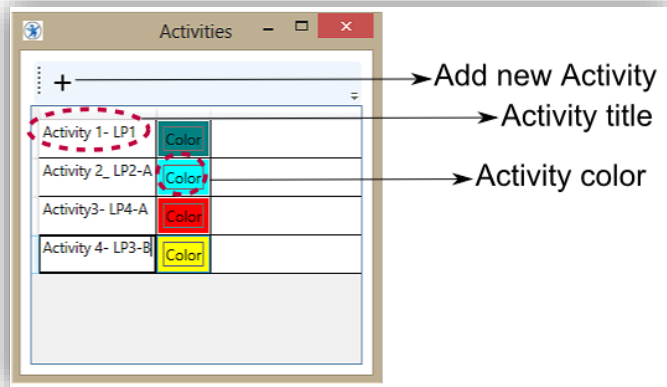 Activities
+
Add new Activity
Activity title
Activity 1- LP1 Color
Activity 2_ LP2-A Color
Activity color
Activity3- LP4-A Color
Activity 4- LP3-B Color